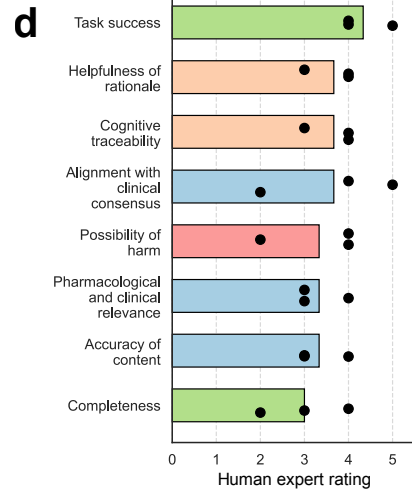 d
Task success
Helpfulness of
rationale
Cognitive
traceability
Alignment with
clinical
consensus
Possibility of
harm
Pharmacological
and clinical
relevance
Accuracy of
content
Completeness
0 1 2 3 4 5
Human expert rating